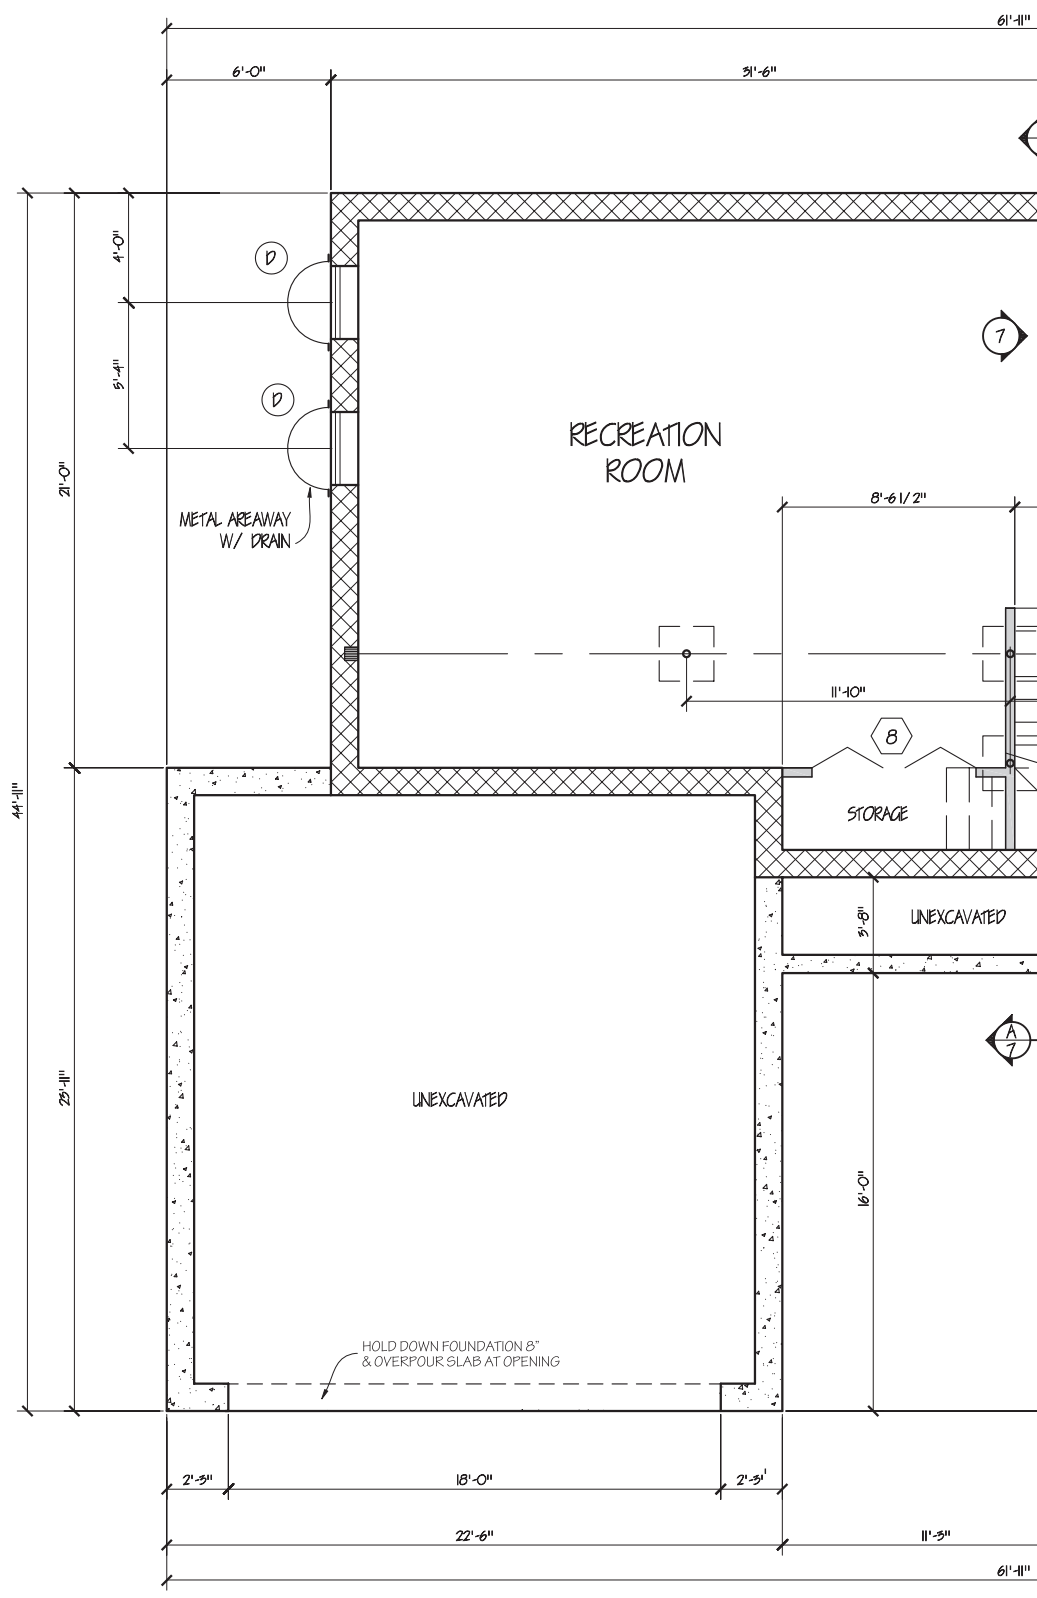 61'-11"
6'-0"
31'-6"
4'-0"
D
7
5'-4"
D
RECREATION
ROOM
21'-0"
8'-6 1/2"
METAL AREAWAY
W/ DRAIN
11'-10"
8
44'-11"
STORAGE
3'-8"
UNEXCAVATED
A
7
23'-11"
UNEXCAVATED
16'-0"
HOLD DOWN FOUNDATION 8"
& OVERPOUR SLAB AT OPENING
2'-3"
18'-0"
2'-3'
22'-6"
11'-3"
61'-11"